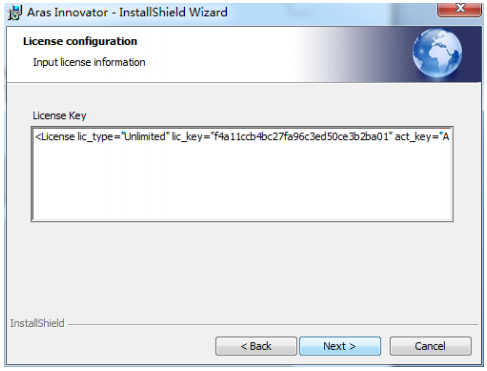 Aras Innovator - InstallShield Wizard
License configuration
Input license information
License Key
<License lic_type="Unlimited" lic_key="f4a11ccb4bc27fa96c3ed50ce3b2ba01" act_key="A
InstallShield
< Back
Next >
Cancel